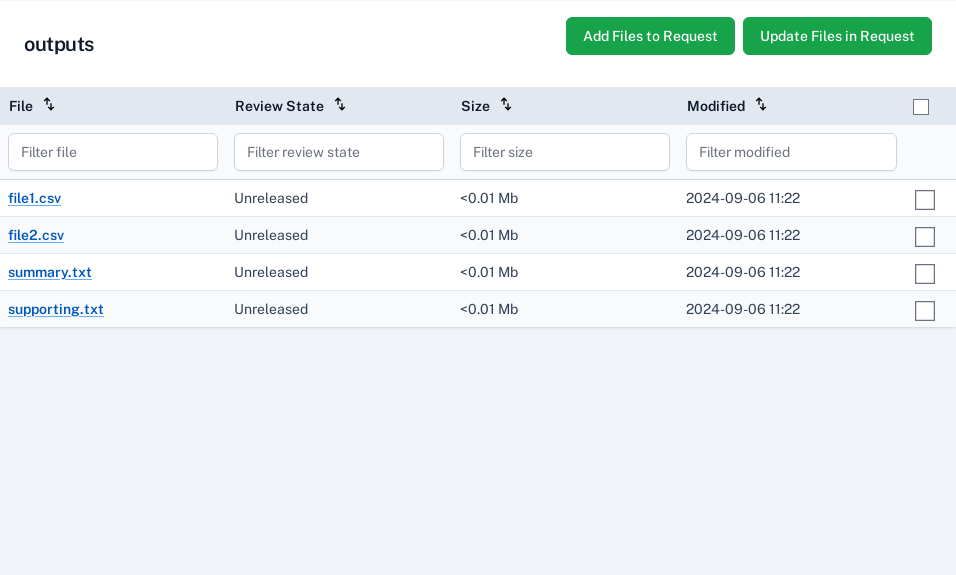 outputs
Add Files to Request
Update Files in Request
File Review State Size Modified
Filter file Filter review state Filter size Filter modified
file1.csv Unreleased <0.01 Mb 2024-09-06 11:22
file2.csv Unreleased <0.01 Mb 2024-09-06 11:22
summary.txt Unreleased <0.01 Mb 2024-09-06 11:22
supporting.txt Unreleased <0.01 Mb 2024-09-06 11:22